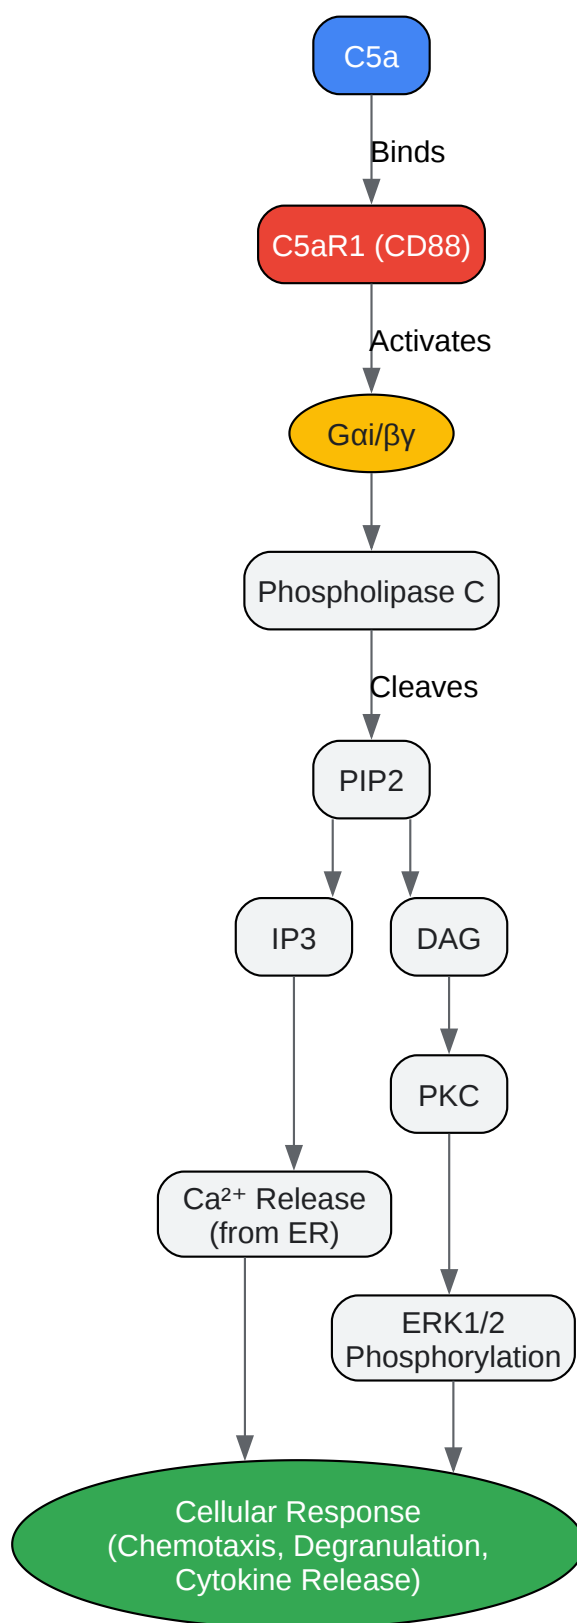 C5a
Binds
C5aR1 (CD88)
Activates
Gαi/βγ
Phospholipase C
Cleaves
PIP2
IP3
DAG
PKC
Ca²⁺ Release
(from ER)
ERK1/2
Phosphorylation
Cellular Response
(Chemotaxis, Degranulation,
Cytokine Release)